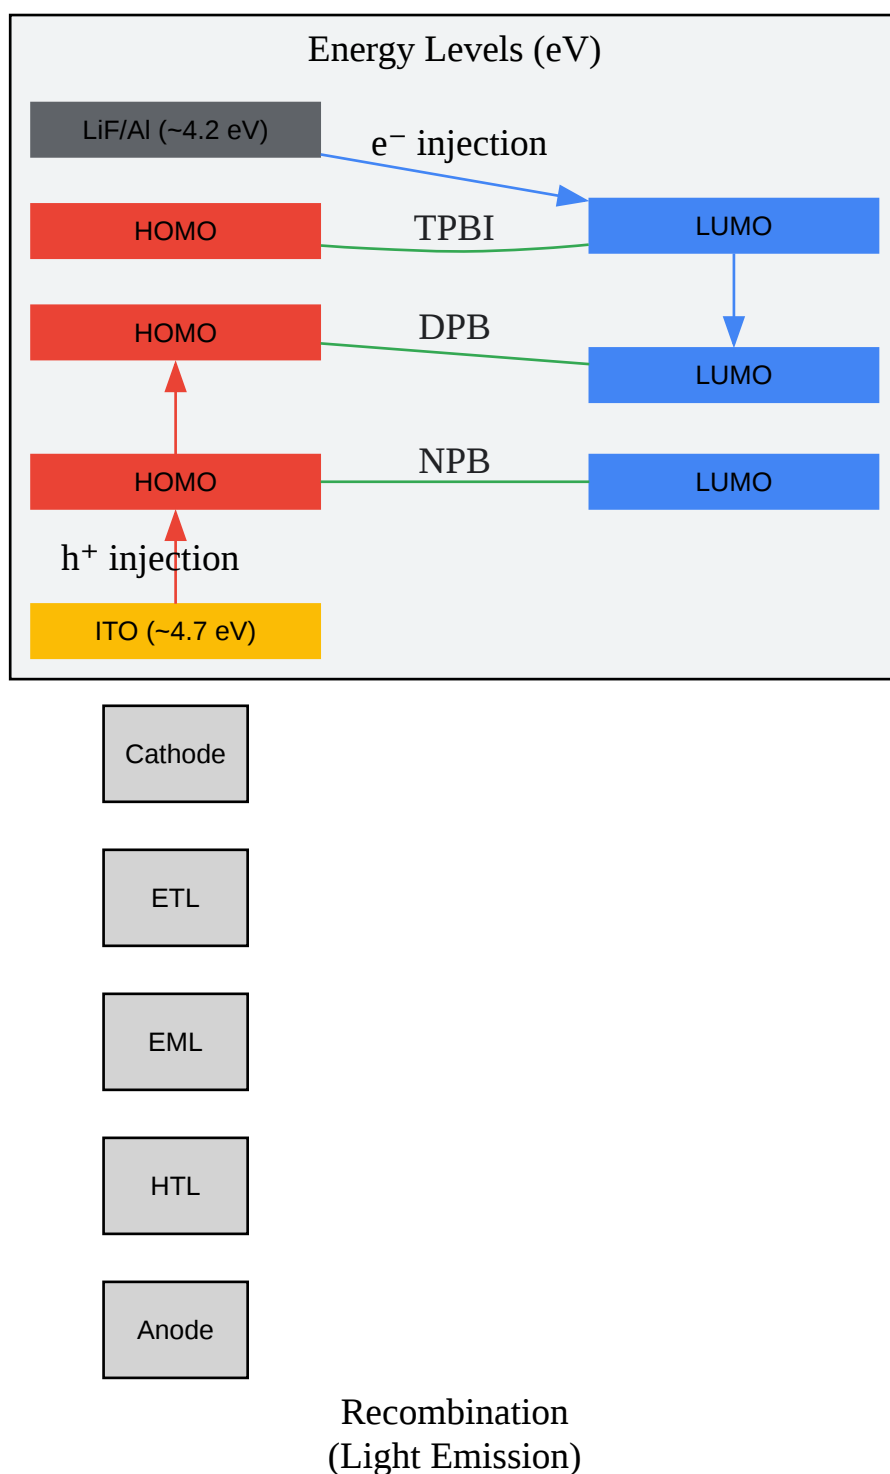 Energy Levels (eV)
LiF/Al (~4.2 eV)
e⁻ injection
HOMO
TPBI
LUMO
HOMO
DPB
LUMO
HOMO
NPB
LUMO
h⁺ injection
ITO (~4.7 eV)
Cathode
ETL
EML
HTL
Anode
Recombination
(Light Emission)